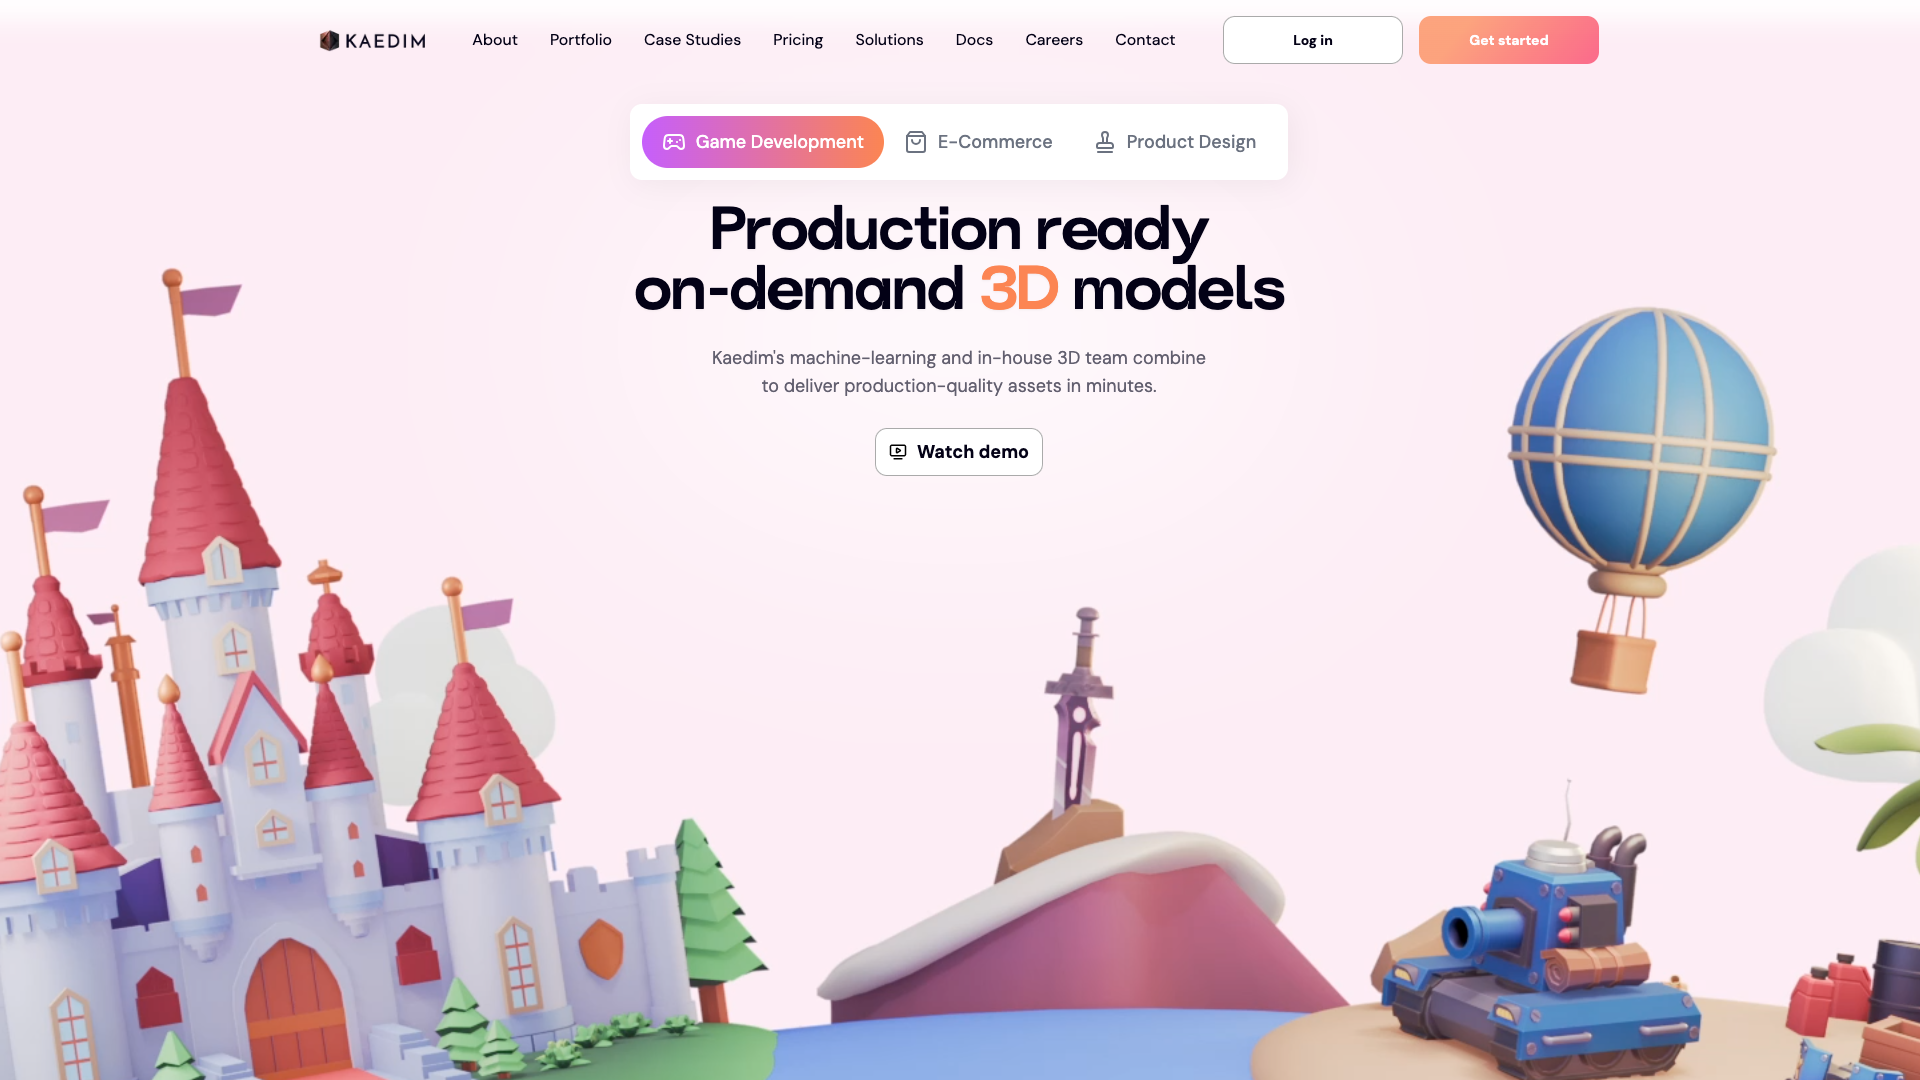 KAEDIM
About
Portfolio
Case Studies
Pricing
Solutions
Docs
Careers
Contact
Log in
Get started
Game Development
E-Commerce
Product Design
Production ready
on-demand 3D models
Kaedim's machine-learning and in-house 3D team combine
to deliver production-quality assets in minutes.
Watch demo